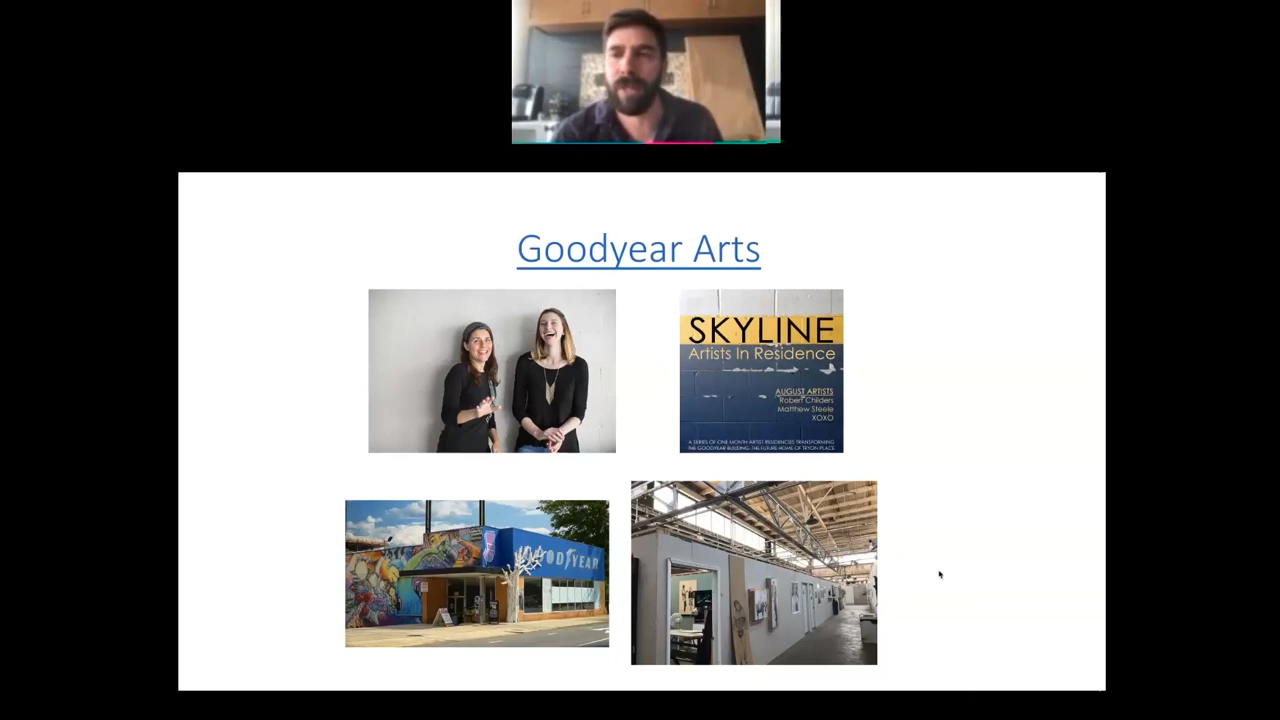 Goodyear Arts
SKYLINE
Artists In Residence
AUGUST ARTISTS
Robert Childers
Matthew Steele
XOXO
A SERIES OF ONE MONTH ARTIST RESIDENCIES TRANSFORMING
THE GOODYEAR BUILDING: THE FUTURE HOME OF TRYON PLACE
GOODYEAR